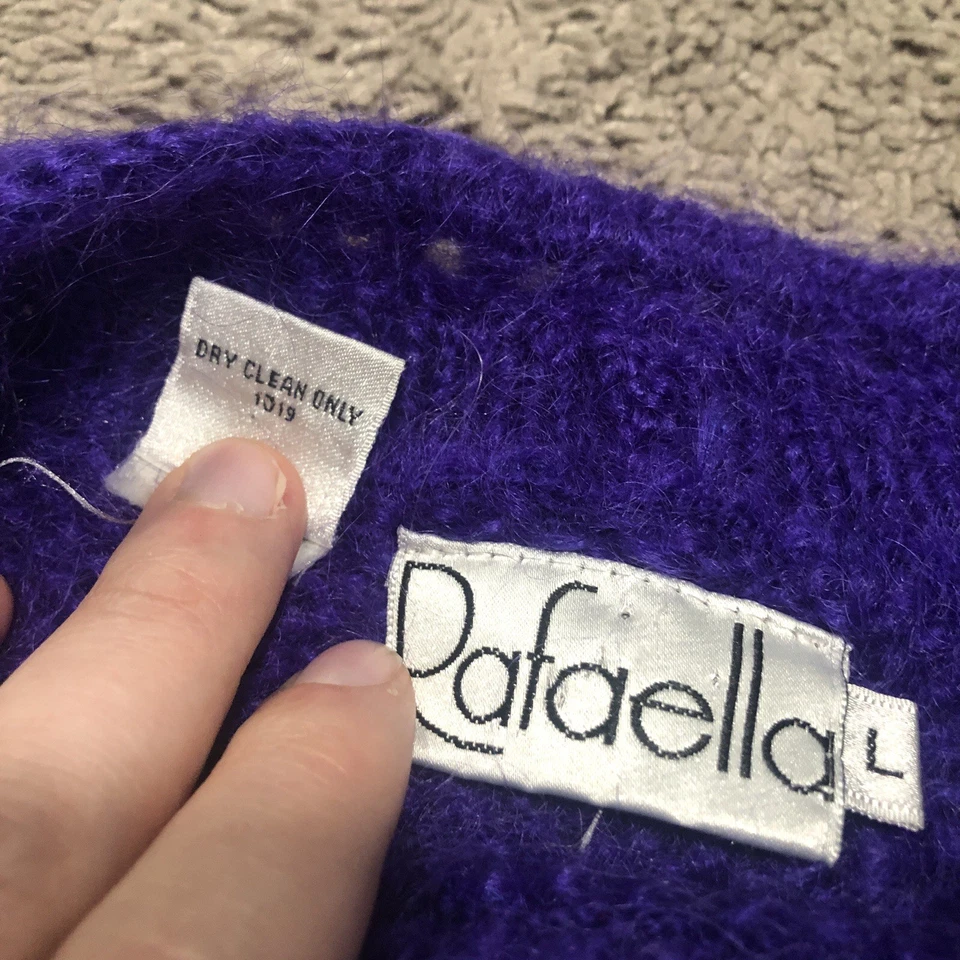 DRY CLEAN ONLY
1019
Rafaella
L